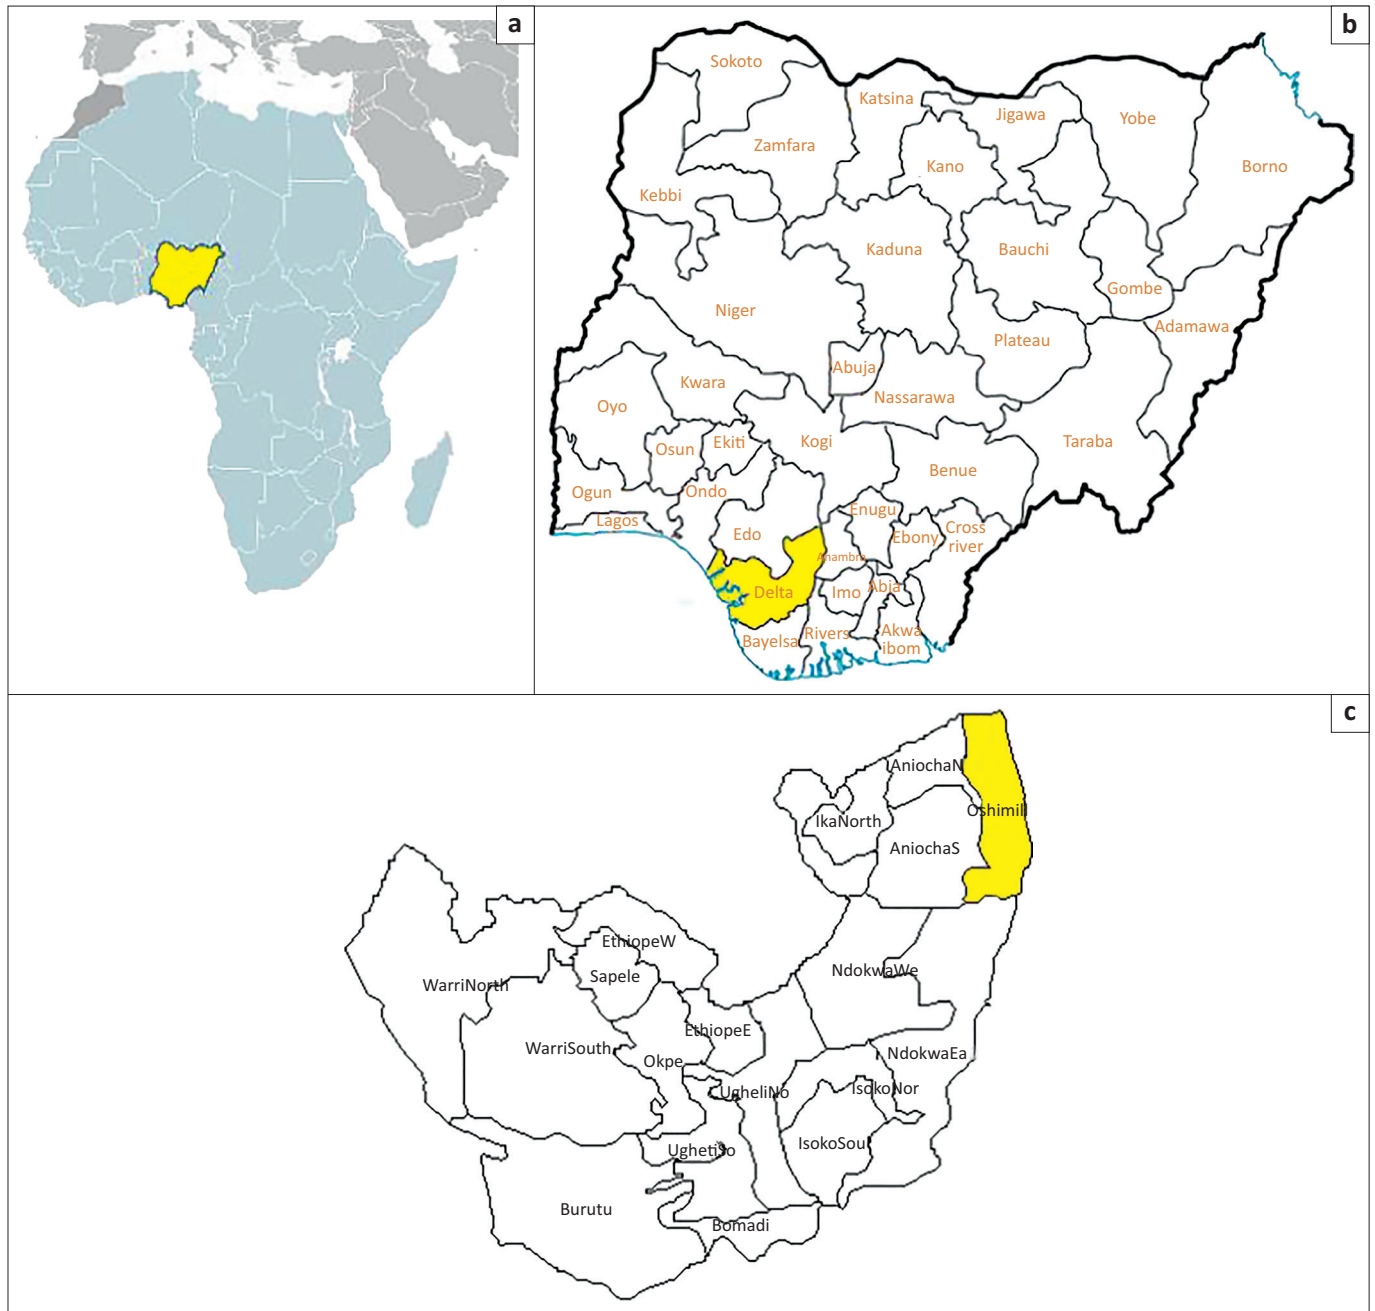 a
b
Sokoto
Katsina
Jigawa
Yobe
Zamfara
Kano
Borno
Kebbi
Kaduna
Bauchi
Gombe
Niger
Adamawa
Plateau
Abuja
Kwara
Nassarawa
Oyo
Kogi
Taraba
Osun
Ekiti
Benue
Ogun
Ondo
Lagos
Enugu
Edo
Ebony
Cross
river
Anambra
Delta
Imo
Abja
Bayelsa
Rivers
Akwa
ibom
c
AniochaN
Oshimill
IkaNorth
AniochaS
EthiopeW
Sapele
NdokwaWe
WarriNorth
EthiopeE
WarriSouth
Okpe
NdokwaEa
UgheliNo
IsokoNor
IsokoSou
UghetiSo
Burutu
Bomadi